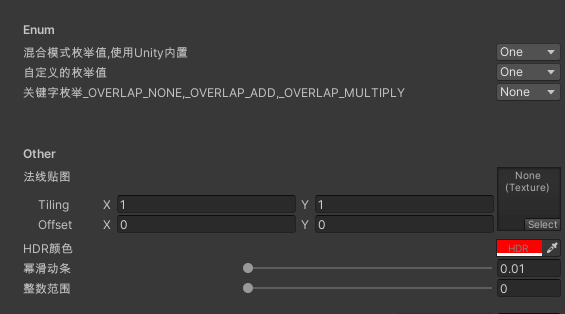 Enum
混合模式枚举值,使用Unity内置 One
自定义的枚举值 One
关键字枚举_OVERLAP_NONE,_OVERLAP_ADD,_OVERLAP_MULTIPLY None
Other
法线贴图 None
(Texture)
Tiling X 1 Y 1
Offset X 0 Y 0
Select
HDR颜色 HDR
幂滑动条 0.01
整数范围 0